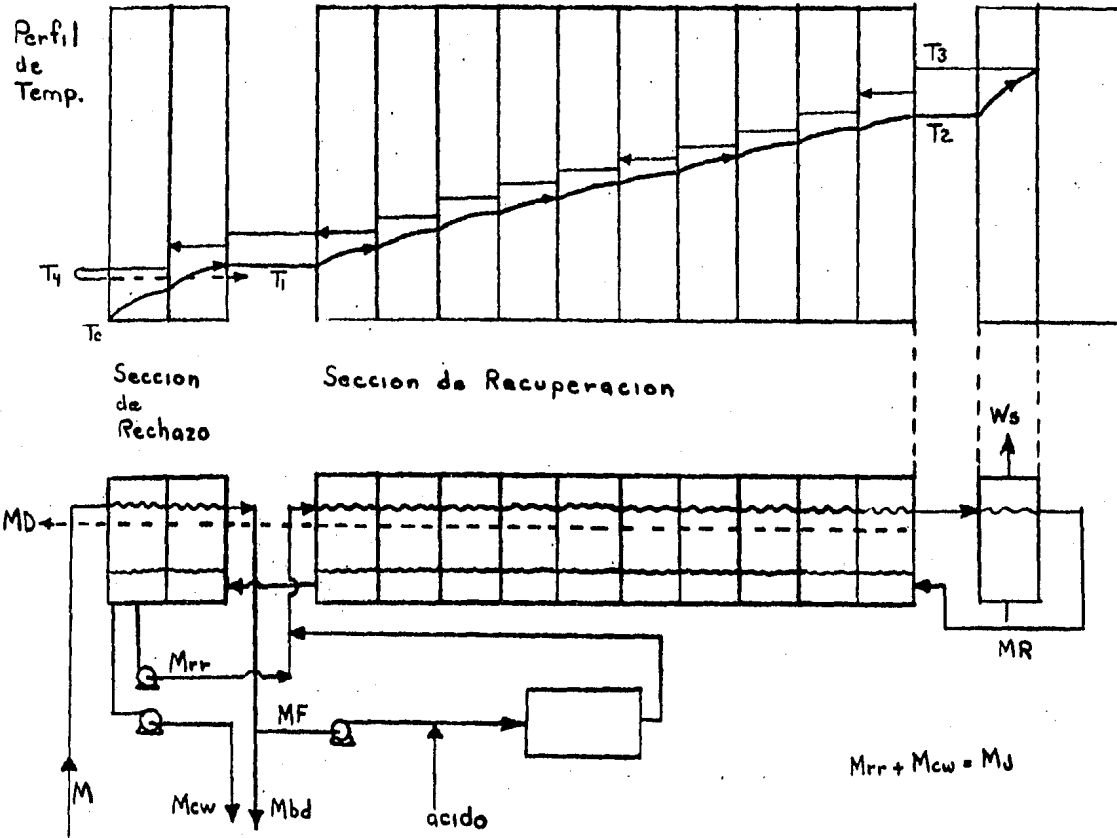 Perfil
de
Temp.
T3
T2
T4
T1
Tc
Seccion
de
Rechazo
Seccion de Recuperacion
Ws
MD
MR
Mrr
MF
M
Mcw
Mbd
acido
Mrr + Mcw = MJ